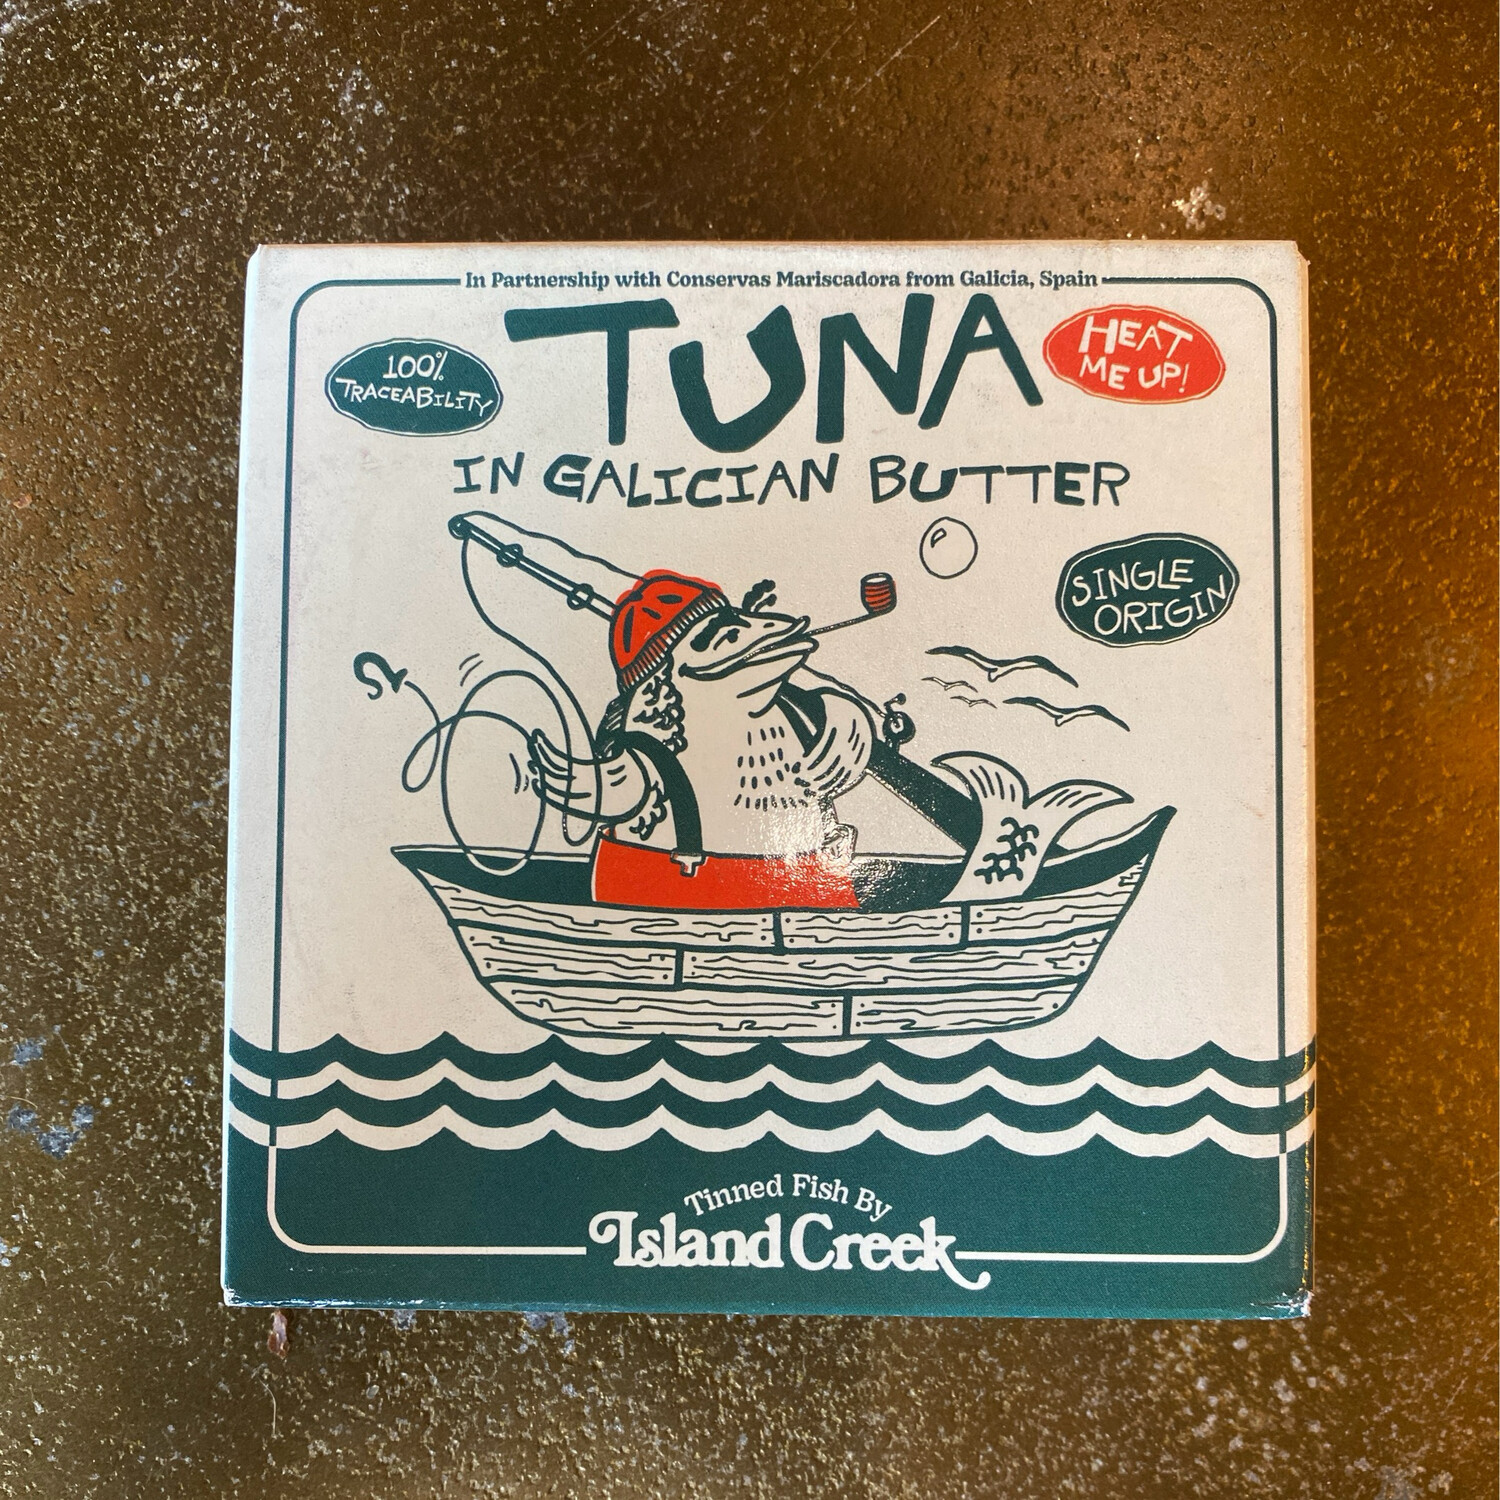 In Partnership with Conservas Mariscadora from Galicia, Spain
TUNA
100%
TRACEABILITY
HEAT
ME UP!
IN GALICIAN BUTTER
SINGLE
ORIGIN
Tinned Fish By
Island Creek